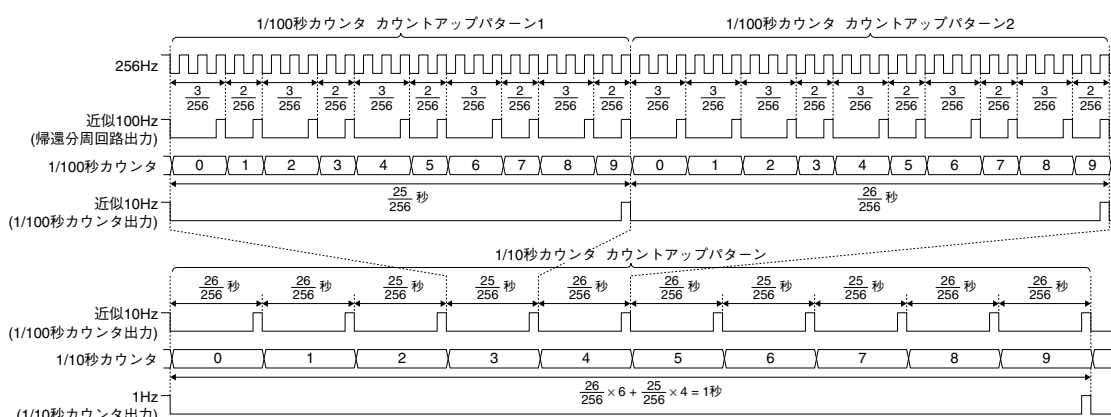 1/100秒カウンタ カウントアップパターン1 1/100秒カウンタ カウントアップパターン2
256Hz
3/256 2/256 3/256 2/256 3/256 2/256 3/256 2/256 3/256 2/256 3/256 3/256 3/256 2/256 3/256 2/256 3/256 2/256 3/256 2/256
近似100Hz
(帰還分周回路出力)
1/100秒カウンタ 0 1 2 3 4 5 6 7 8 9 0 1 2 3 4 5 6 7 8 9
25/256 秒 26/256 秒
近似10Hz
(1/100秒カウンタ出力)
1/10秒カウンタ カウントアップパターン
26/256 秒 26/256 秒 25/256 秒 25/256 秒 26/256 秒 26/256 秒 25/256 秒 25/256 秒 26/256 秒 26/256 秒
近似10Hz
(1/100秒カウンタ出力)
1/10秒カウンタ 0 1 2 3 4 5 6 7 8 9
26/256 × 6 + 25/256 × 4 = 1秒
1Hz
(1/10秒カウンタ出力)